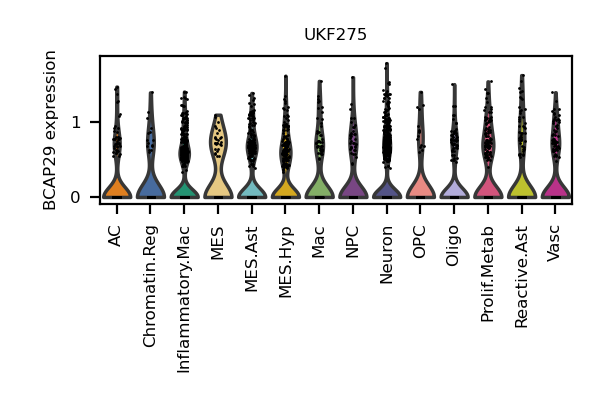 UKF275
BCAP29 expression
1
0
AC
Chromatin.Reg
Inflammatory.Mac
MES
MES.Ast
MES.Hyp
Mac
NPC
Neuron
OPC
Oligo
Prolif.Metab
Reactive.Ast
Vasc